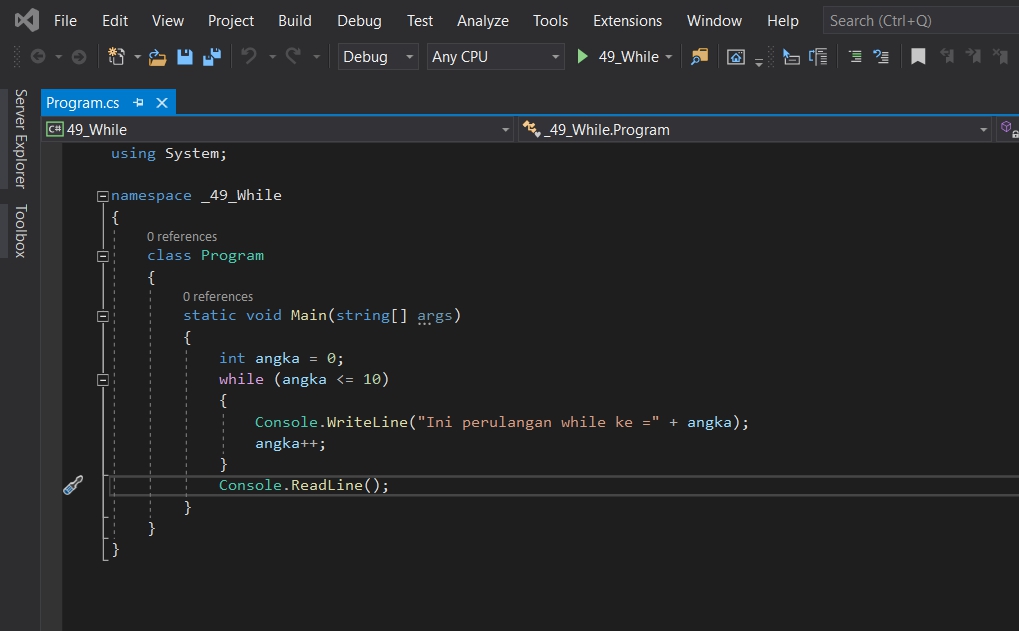 File Edit View Project Build Debug Test Analyze Tools Extensions Window Help Search (Ctrl+Q)
Debug Any CPU 49_While
Server Explorer
Toolbox
Program.cs
C# 49_While _49_While.Program
using System;
namespace _49_While
{
0 references
class Program
{
0 references
static void Main(string[] args)
{
int angka = 0;
while (angka <= 10)
{
Console.WriteLine("Ini perulangan while ke =" + angka);
angka++;
}
Console.ReadLine();
}
}
}